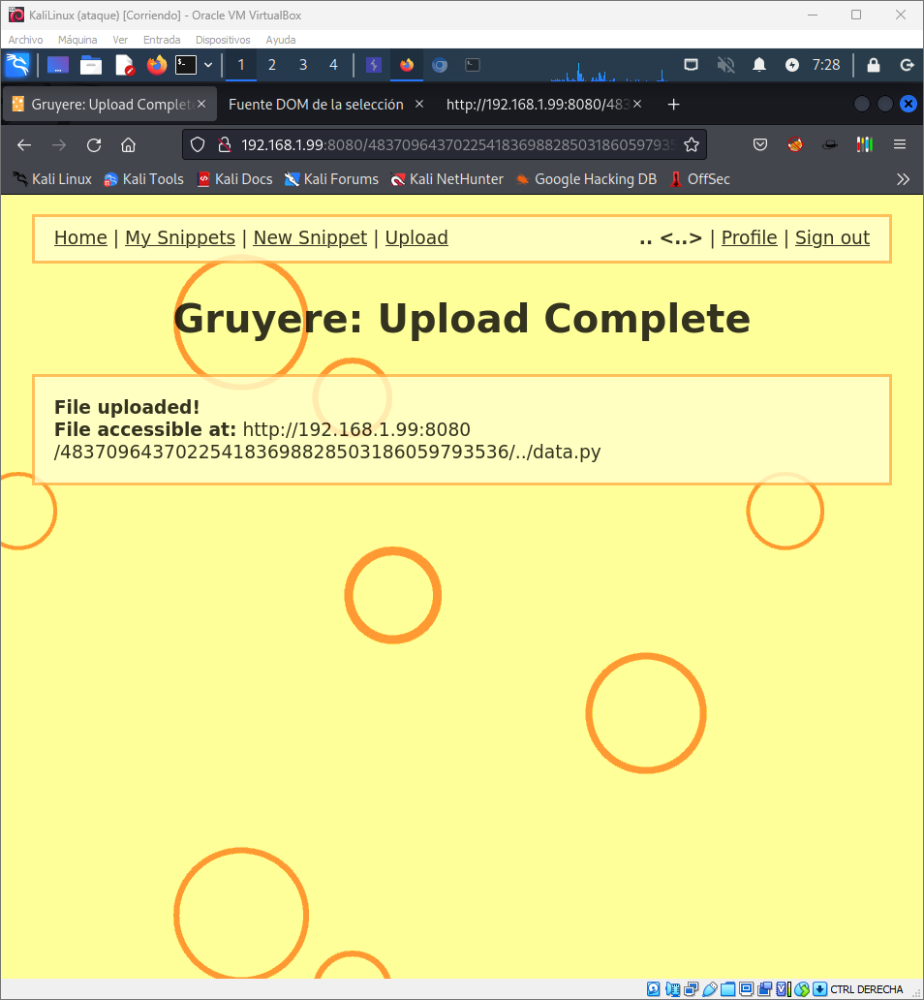 KaliLinux (ataque) [Corriendo] - Oracle VM VirtualBox
Archivo Máquina Ver Entrada Dispositivos Ayuda
1 2 3 4 7:28
Gruyere: Upload Complet Fuente DOM de la selección http://192.168.1.99:8080/483
192.168.1.99:8080/4837096437022541836988285031860597935
Kali Linux Kali Tools Kali Docs Kali Forums Kali NetHunter Google Hacking DB OffSec
Home | My Snippets | New Snippet | Upload .. <..> | Profile | Sign out
Gruyere: Upload Complete
File uploaded!
File accessible at: http://192.168.1.99:8080
/483709643702254183698828503186059793536/../data.py
CTRL DERECHA